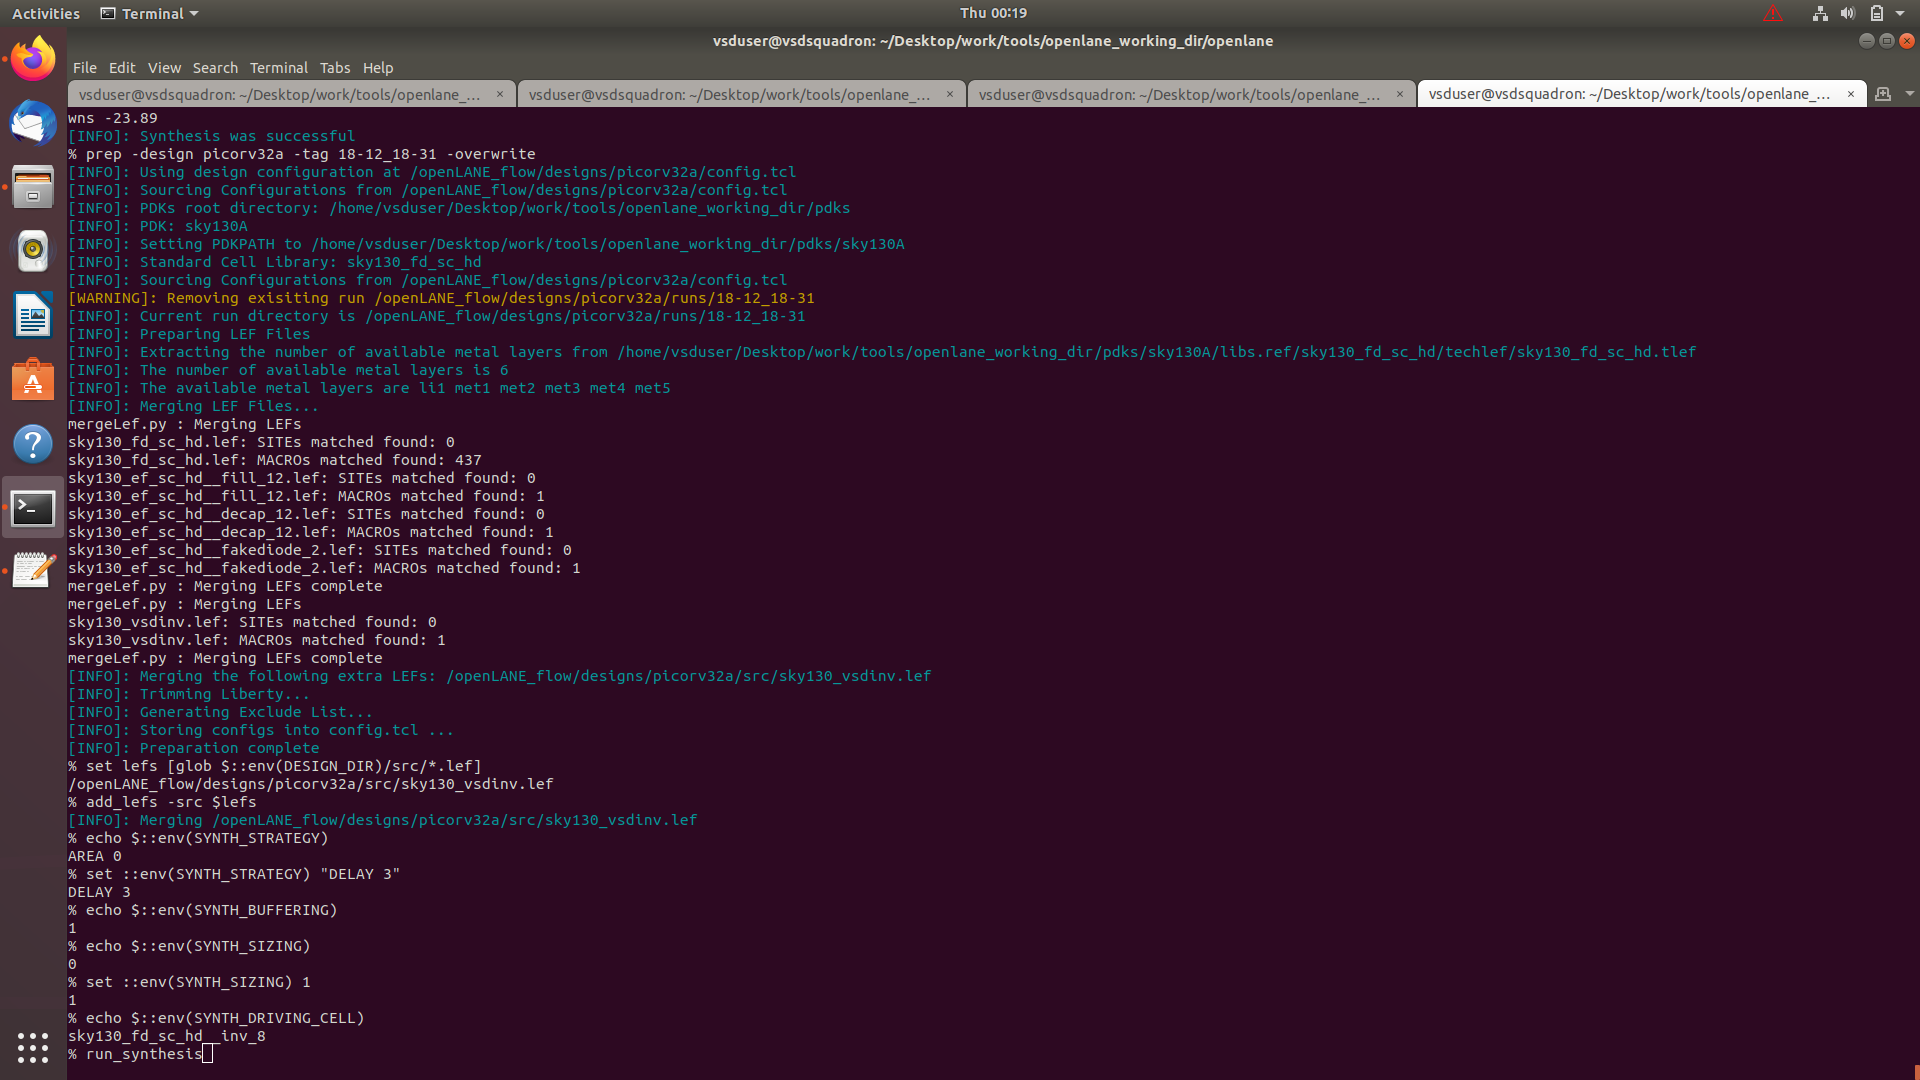 Activities
Terminal
Thu 00:19
vsduser@vsdsquadron: ~/Desktop/work/tools/openlane_working_dir/openlane
File Edit View Search Terminal Tabs Help
vsduser@vsdsquadron: ~/Desktop/work/tools/openlane_... × vsduser@vsdsquadron: ~/Desktop/work/tools/openlane_... × vsduser@vsdsquadron: ~/Desktop/work/tools/openlane_... × vsduser@vsdsquadron: ~/Desktop/work/tools/openlane_... ×
wns -23.89
[INFO]: Synthesis was successful
% prep -design picorv32a -tag 18-12_18-31 -overwrite
[INFO]: Using design configuration at /openLANE_flow/designs/picorv32a/config.tcl
[INFO]: Sourcing Configurations from /openLANE_flow/designs/picorv32a/config.tcl
[INFO]: PDKs root directory: /home/vsduser/Desktop/work/tools/openlane_working_dir/pdks
[INFO]: PDK: sky130A
[INFO]: Setting PDKPATH to /home/vsduser/Desktop/work/tools/openlane_working_dir/pdks/sky130A
[INFO]: Standard Cell Library: sky130_fd_sc_hd
[INFO]: Sourcing Configurations from /openLANE_flow/designs/picorv32a/config.tcl
[WARNING]: Removing exisiting run /openLANE_flow/designs/picorv32a/runs/18-12_18-31
[INFO]: Current run directory is /openLANE_flow/designs/picorv32a/runs/18-12_18-31
[INFO]: Preparing LEF Files
[INFO]: Extracting the number of available metal layers from /home/vsduser/Desktop/work/tools/openlane_working_dir/pdks/sky130A/libs.ref/sky130_fd_sc_hd/techlef/sky130_fd_sc_hd.tlef
[INFO]: The number of available metal layers is 6
[INFO]: The available metal layers are li1 met1 met2 met3 met4 met5
[INFO]: Merging LEF Files...
mergeLef.py : Merging LEFs
sky130_fd_sc_hd.lef: SITEs matched found: 0
sky130_fd_sc_hd.lef: MACROs matched found: 437
sky130_ef_sc_hd__fill_12.lef: SITEs matched found: 0
sky130_ef_sc_hd__fill_12.lef: MACROs matched found: 1
sky130_ef_sc_hd__decap_12.lef: SITEs matched found: 0
sky130_ef_sc_hd__decap_12.lef: MACROs matched found: 1
sky130_ef_sc_hd__fakediode_2.lef: SITEs matched found: 0
sky130_ef_sc_hd__fakediode_2.lef: MACROs matched found: 1
mergeLef.py : Merging LEFs complete
mergeLef.py : Merging LEFs
sky130_vsdinv.lef: SITEs matched found: 0
sky130_vsdinv.lef: MACROs matched found: 1
mergeLef.py : Merging LEFs complete
[INFO]: Merging the following extra LEFs: /openLANE_flow/designs/picorv32a/src/sky130_vsdinv.lef
[INFO]: Trimming Liberty...
[INFO]: Generating Exclude List...
[INFO]: Storing configs into config.tcl ...
[INFO]: Preparation complete
% set lefs [glob $::env(DESIGN_DIR)/src/*.lef]
/openLANE_flow/designs/picorv32a/src/sky130_vsdinv.lef
% add_lefs -src $lefs
[INFO]: Merging /openLANE_flow/designs/picorv32a/src/sky130_vsdinv.lef
% echo $::env(SYNTH_STRATEGY)
AREA 0
% set ::env(SYNTH_STRATEGY) "DELAY 3"
DELAY 3
% echo $::env(SYNTH_BUFFERING)
1
% echo $::env(SYNTH_SIZING)
0
% set ::env(SYNTH_SIZING) 1
1
% echo $::env(SYNTH_DRIVING_CELL)
sky130_fd_sc_hd__inv_8
% run_synthesis